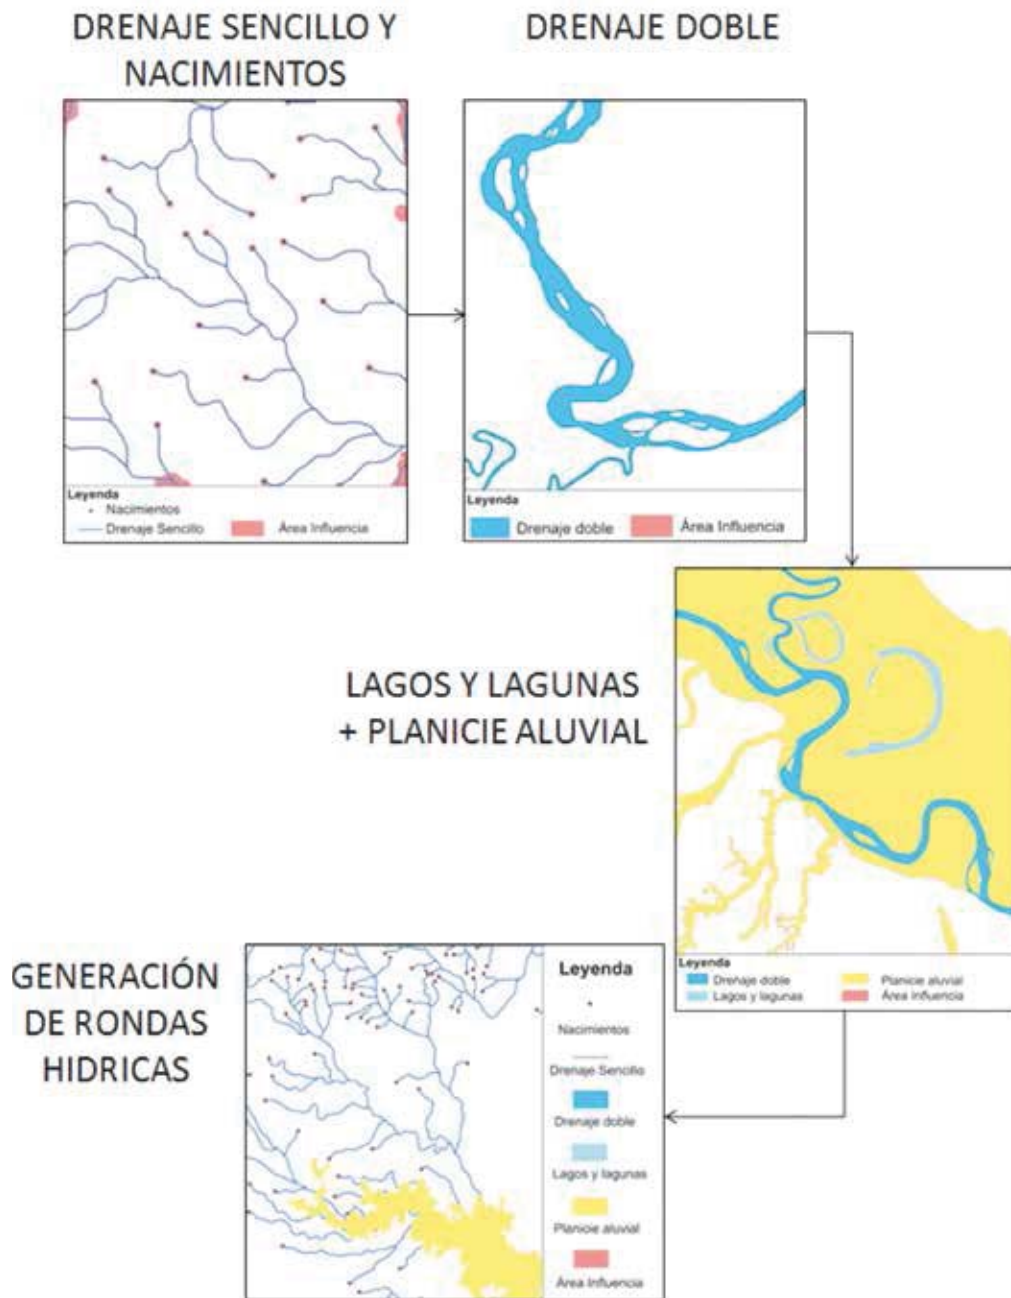 DRENAJE SENCILLO Y
NACIMIENTOS
DRENAJE DOBLE
Leyenda
Nacimientos
Drenaje Sencillo
Área Influencia
Leyenda
Drenaje doble
Área Influencia
LAGOS Y LAGUNAS
+ PLANICIE ALUVIAL
Leyenda
Drenaje doble
Planicie aluvial
Lagos y lagunas
Área Influencia
GENERACIÓN
DE RONDAS
HIDRICAS
Leyenda
Nacimientos
Drenaje Sencillo
Drenaje doble
Lagos y lagunas
Planicie aluvial
Área Influencia